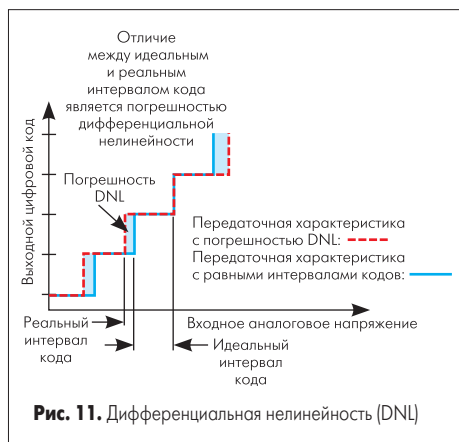 Отличие
между идеальным
и реальным
интервалом кода
является погрешностью
дифференциальной
нелинейности
Выходной цифровой код
Погрешность
DNL
Передаточная характеристика
с погрешностью DNL:
Передаточная характеристика
с равными интервалами кодов:
Реальный
интервал
кода
Входное аналоговое напряжение
Идеальный
интервал
кода
Рис. 11. Дифференциальная нелинейность (DNL)